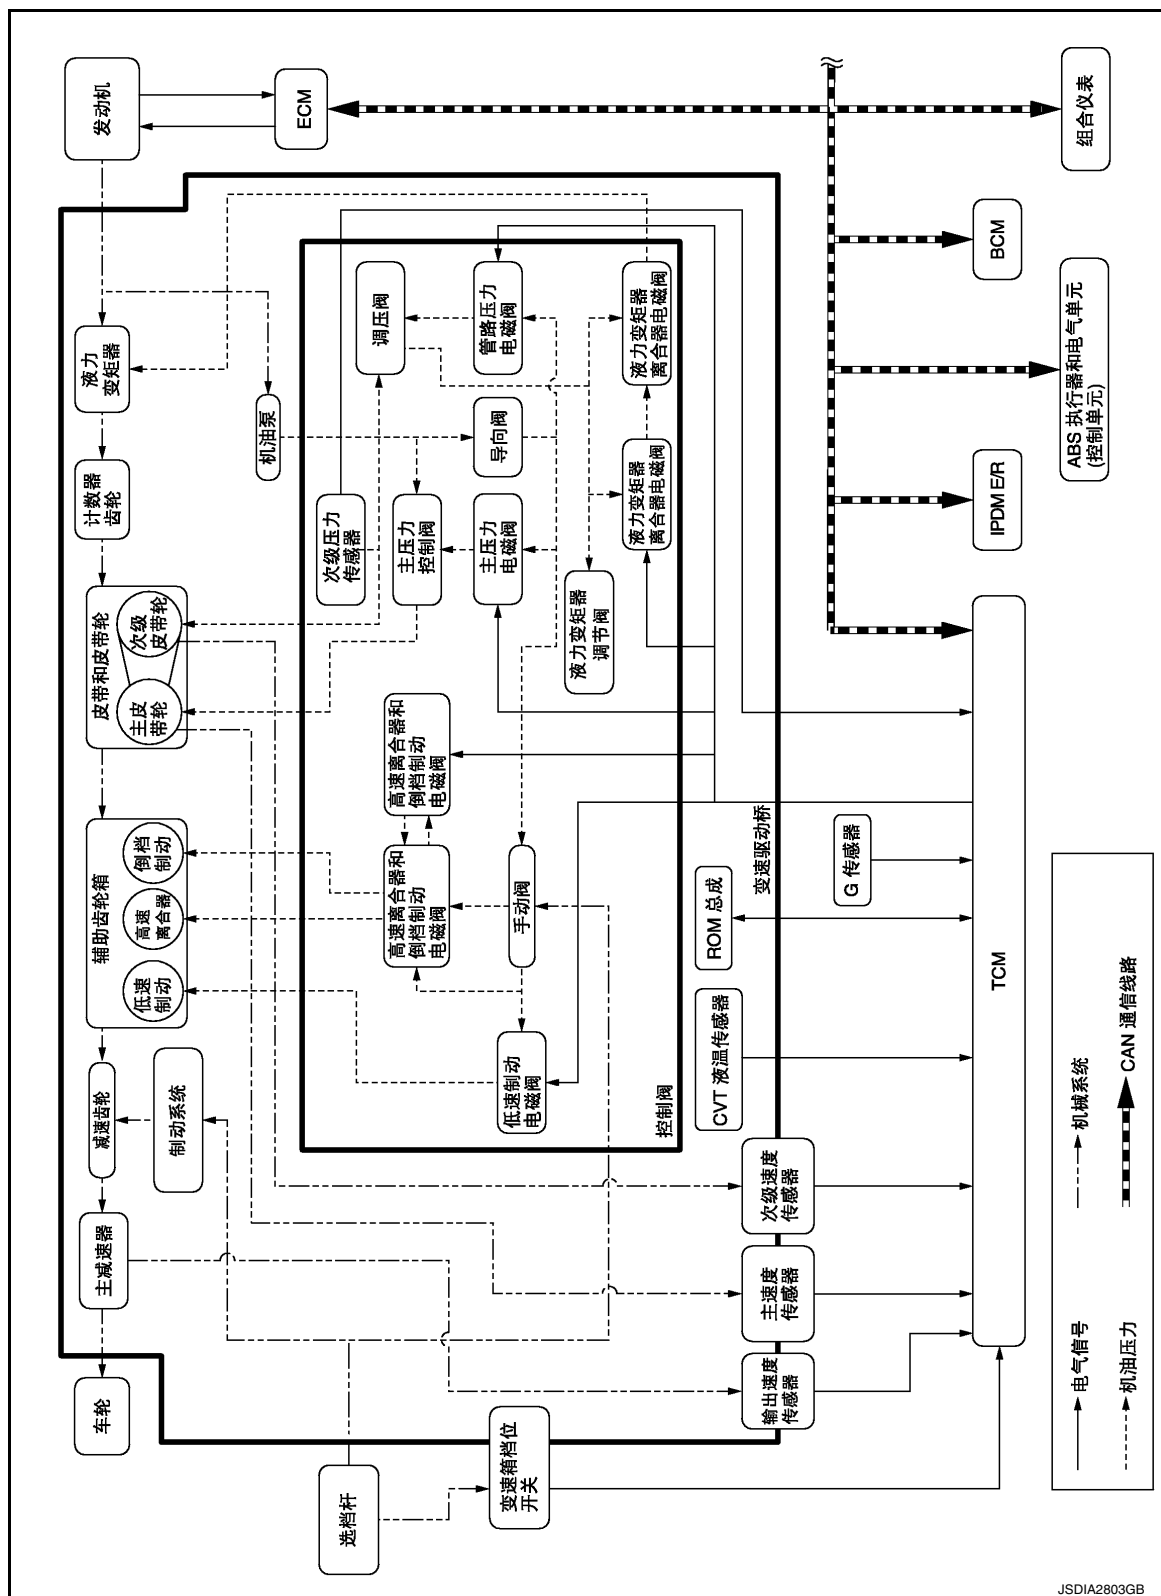 发动机
ECM
组合仪表
BCM
ABS 执行器和电气单元
(控制单元)
IPDM E/R
液力
变矩器
机油泵
计数器
齿轮
皮带和皮带轮
次级
皮带轮
主皮
带轮
辅助齿轮箱
倒档
制动
高速
离合器
低速
制动
减速齿轮
制动系统
主减速器
车轮
调压阀
管路压力
电磁阀
液力变矩器
离合器电磁阀
导向阀
液力变矩器
离合器电磁阀
次级压力
传感器
主压力
控制阀
主压力
电磁阀
液力变矩器
调节阀
高速离合器和
倒档制动
电磁阀
高速离合器和
倒档制动
电磁阀
手动阀
低速制动
电磁阀
控制阀
变速驱动桥
G 传感器
ROM 总成
CVT 液温传感器
TCM
次级速度
传感器
主速度
传感器
输出速度
传感器
选档杆
变速箱档位
开关
电气信号
机械系统
机油压力
CAN 通信线路
JSDIA2803GB